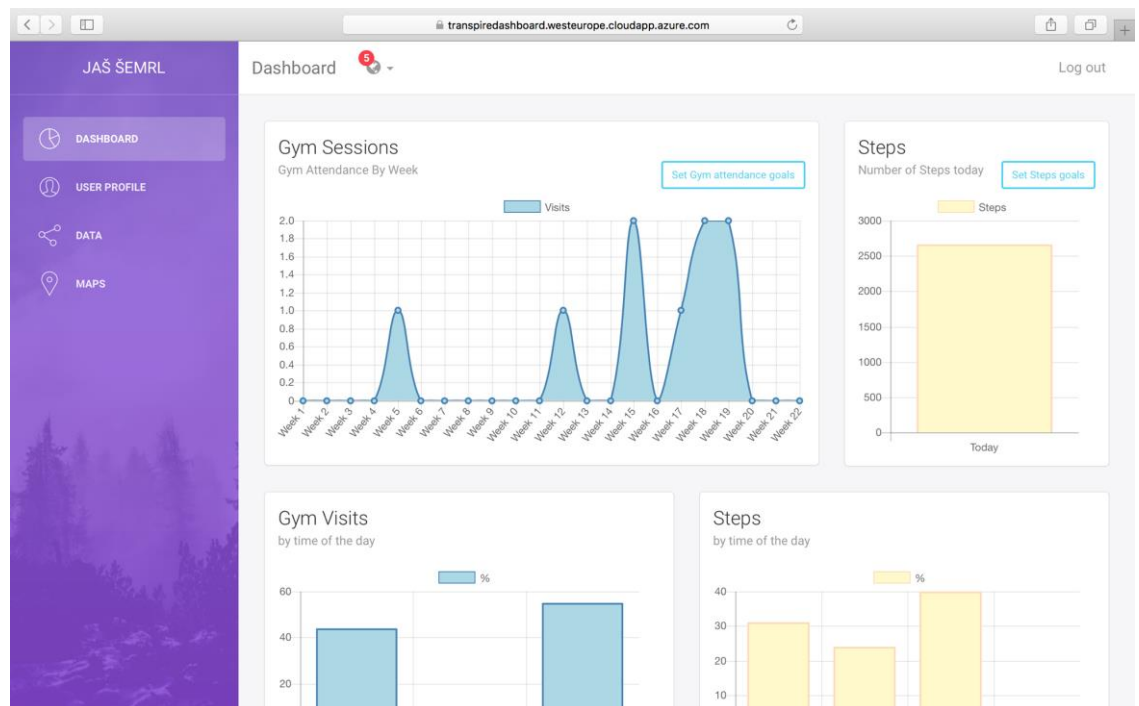 transpiredashboard.westeurope.cloudapp.azure.com
JAŠ ŠEMRL
Dashboard
5
Log out
DASHBOARD
USER PROFILE
DATA
MAPS
Gym Sessions
Gym Attendance By Week
Set Gym attendance goals
Visits
2.0
1.8
1.6
1.4
1.2
1.0
0.8
0.6
0.4
0.2
0
Week 1
Week 2
Week 3
Week 4
Week 5
Week 6
Week 7
Week 8
Week 9
Week 10
Week 11
Week 12
Week 13
Week 14
Week 15
Week 16
Week 17
Week 18
Week 19
Week 20
Week 21
Week 22
Steps
Number of Steps today
Set Steps goals
Steps
3000
2500
2000
1500
1000
500
0
Today
Gym Visits
by time of the day
%
60
40
20
Steps
by time of the day
%
40
30
20
10